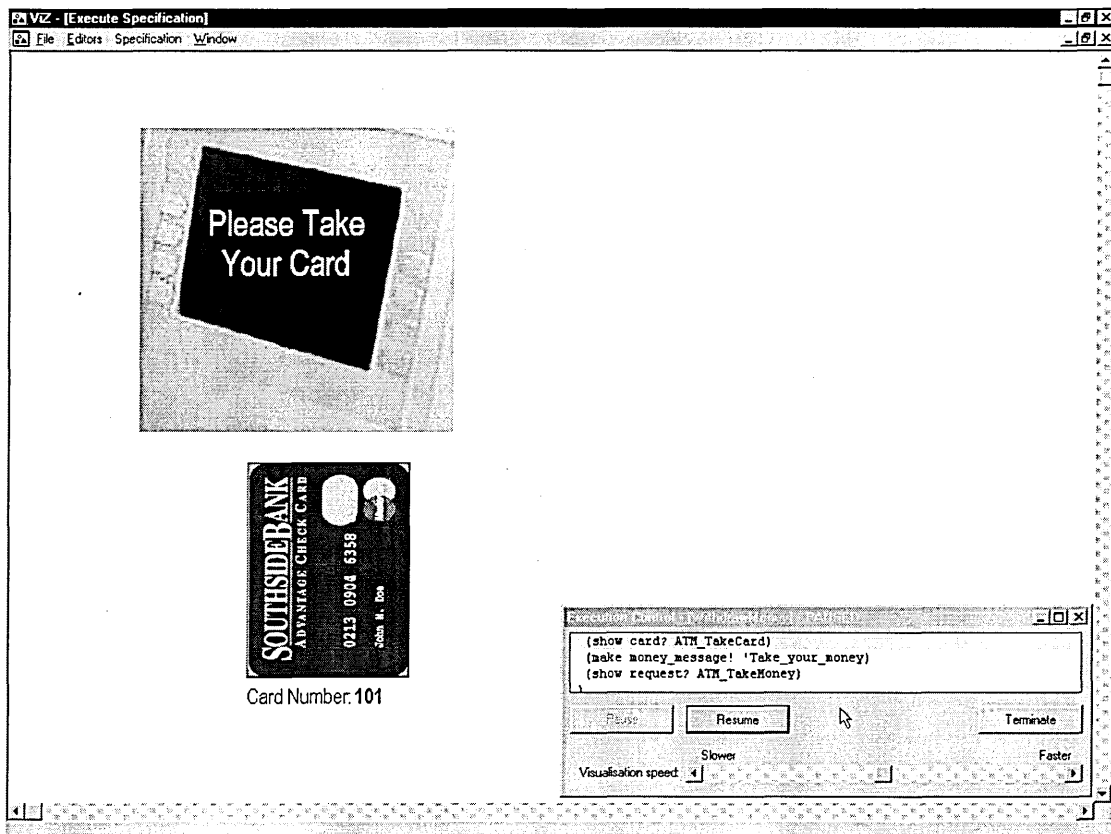 ViZ - [Execute Specification]
File Editors Specification Window
Please Take
Your Card
SOUTHSIDEBANK
ADVANTAGE CHECK CARD
0213 0904 6358
John N. Doe
Card Number: 101
Execution Control
(show card? ATM_TakeCard)
(make money_message! 'Take_your_money)
(show request? ATM_TakeMoney)
)
Pause Resume Terminate
Slower Faster
Visualisation speed: